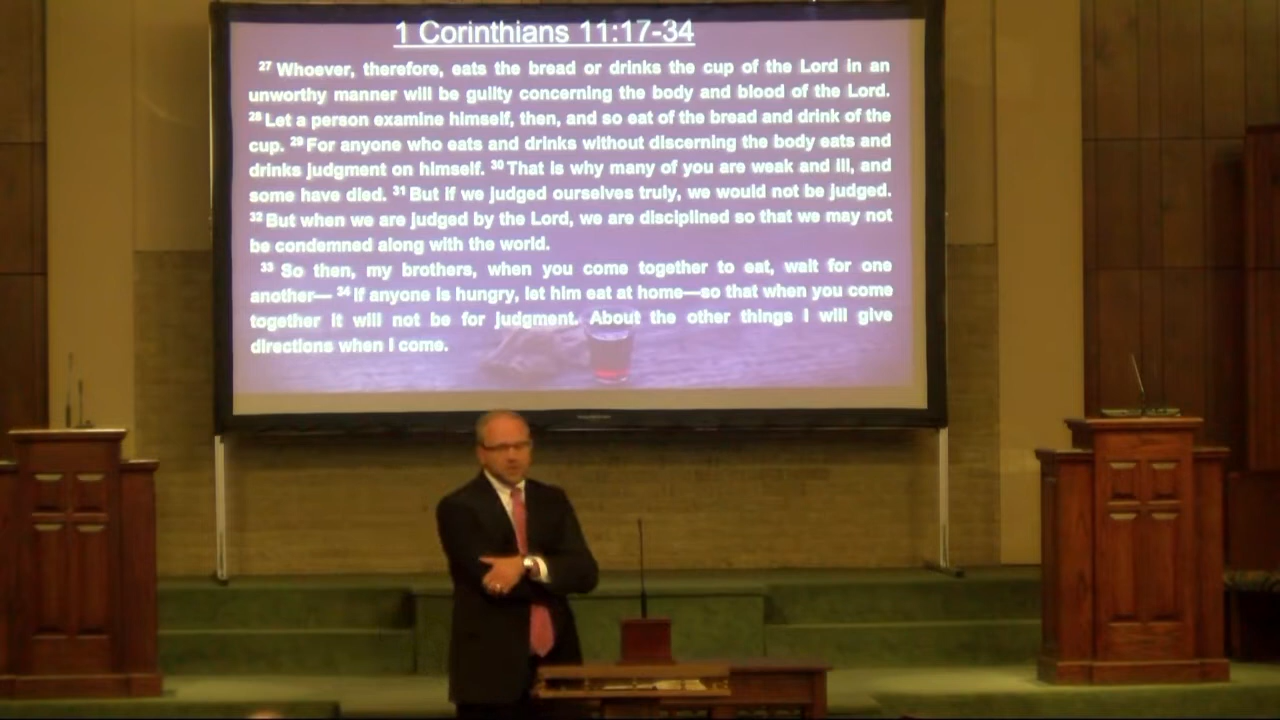 1 Corinthians 11:17-34
27 Whoever, therefore, eats the bread or drinks the cup of the Lord in an
unworthy manner will be guilty concerning the body and blood of the Lord.
28 Let a person examine himself, then, and so eat of the bread and drink of the
cup. 29 For anyone who eats and drinks without discerning the body eats and
drinks judgment on himself. 30 That is why many of you are weak and ill, and
some have died. 31 But if we judged ourselves truly, we would not be judged.
32 But when we are judged by the Lord, we are disciplined so that we may not
be condemned along with the world.
33 So then, my brothers, when you come together to eat, wait for one
another— 34 if anyone is hungry, let him eat at home—so that when you come
together it will not be for judgment. About the other things I will give
directions when I come.